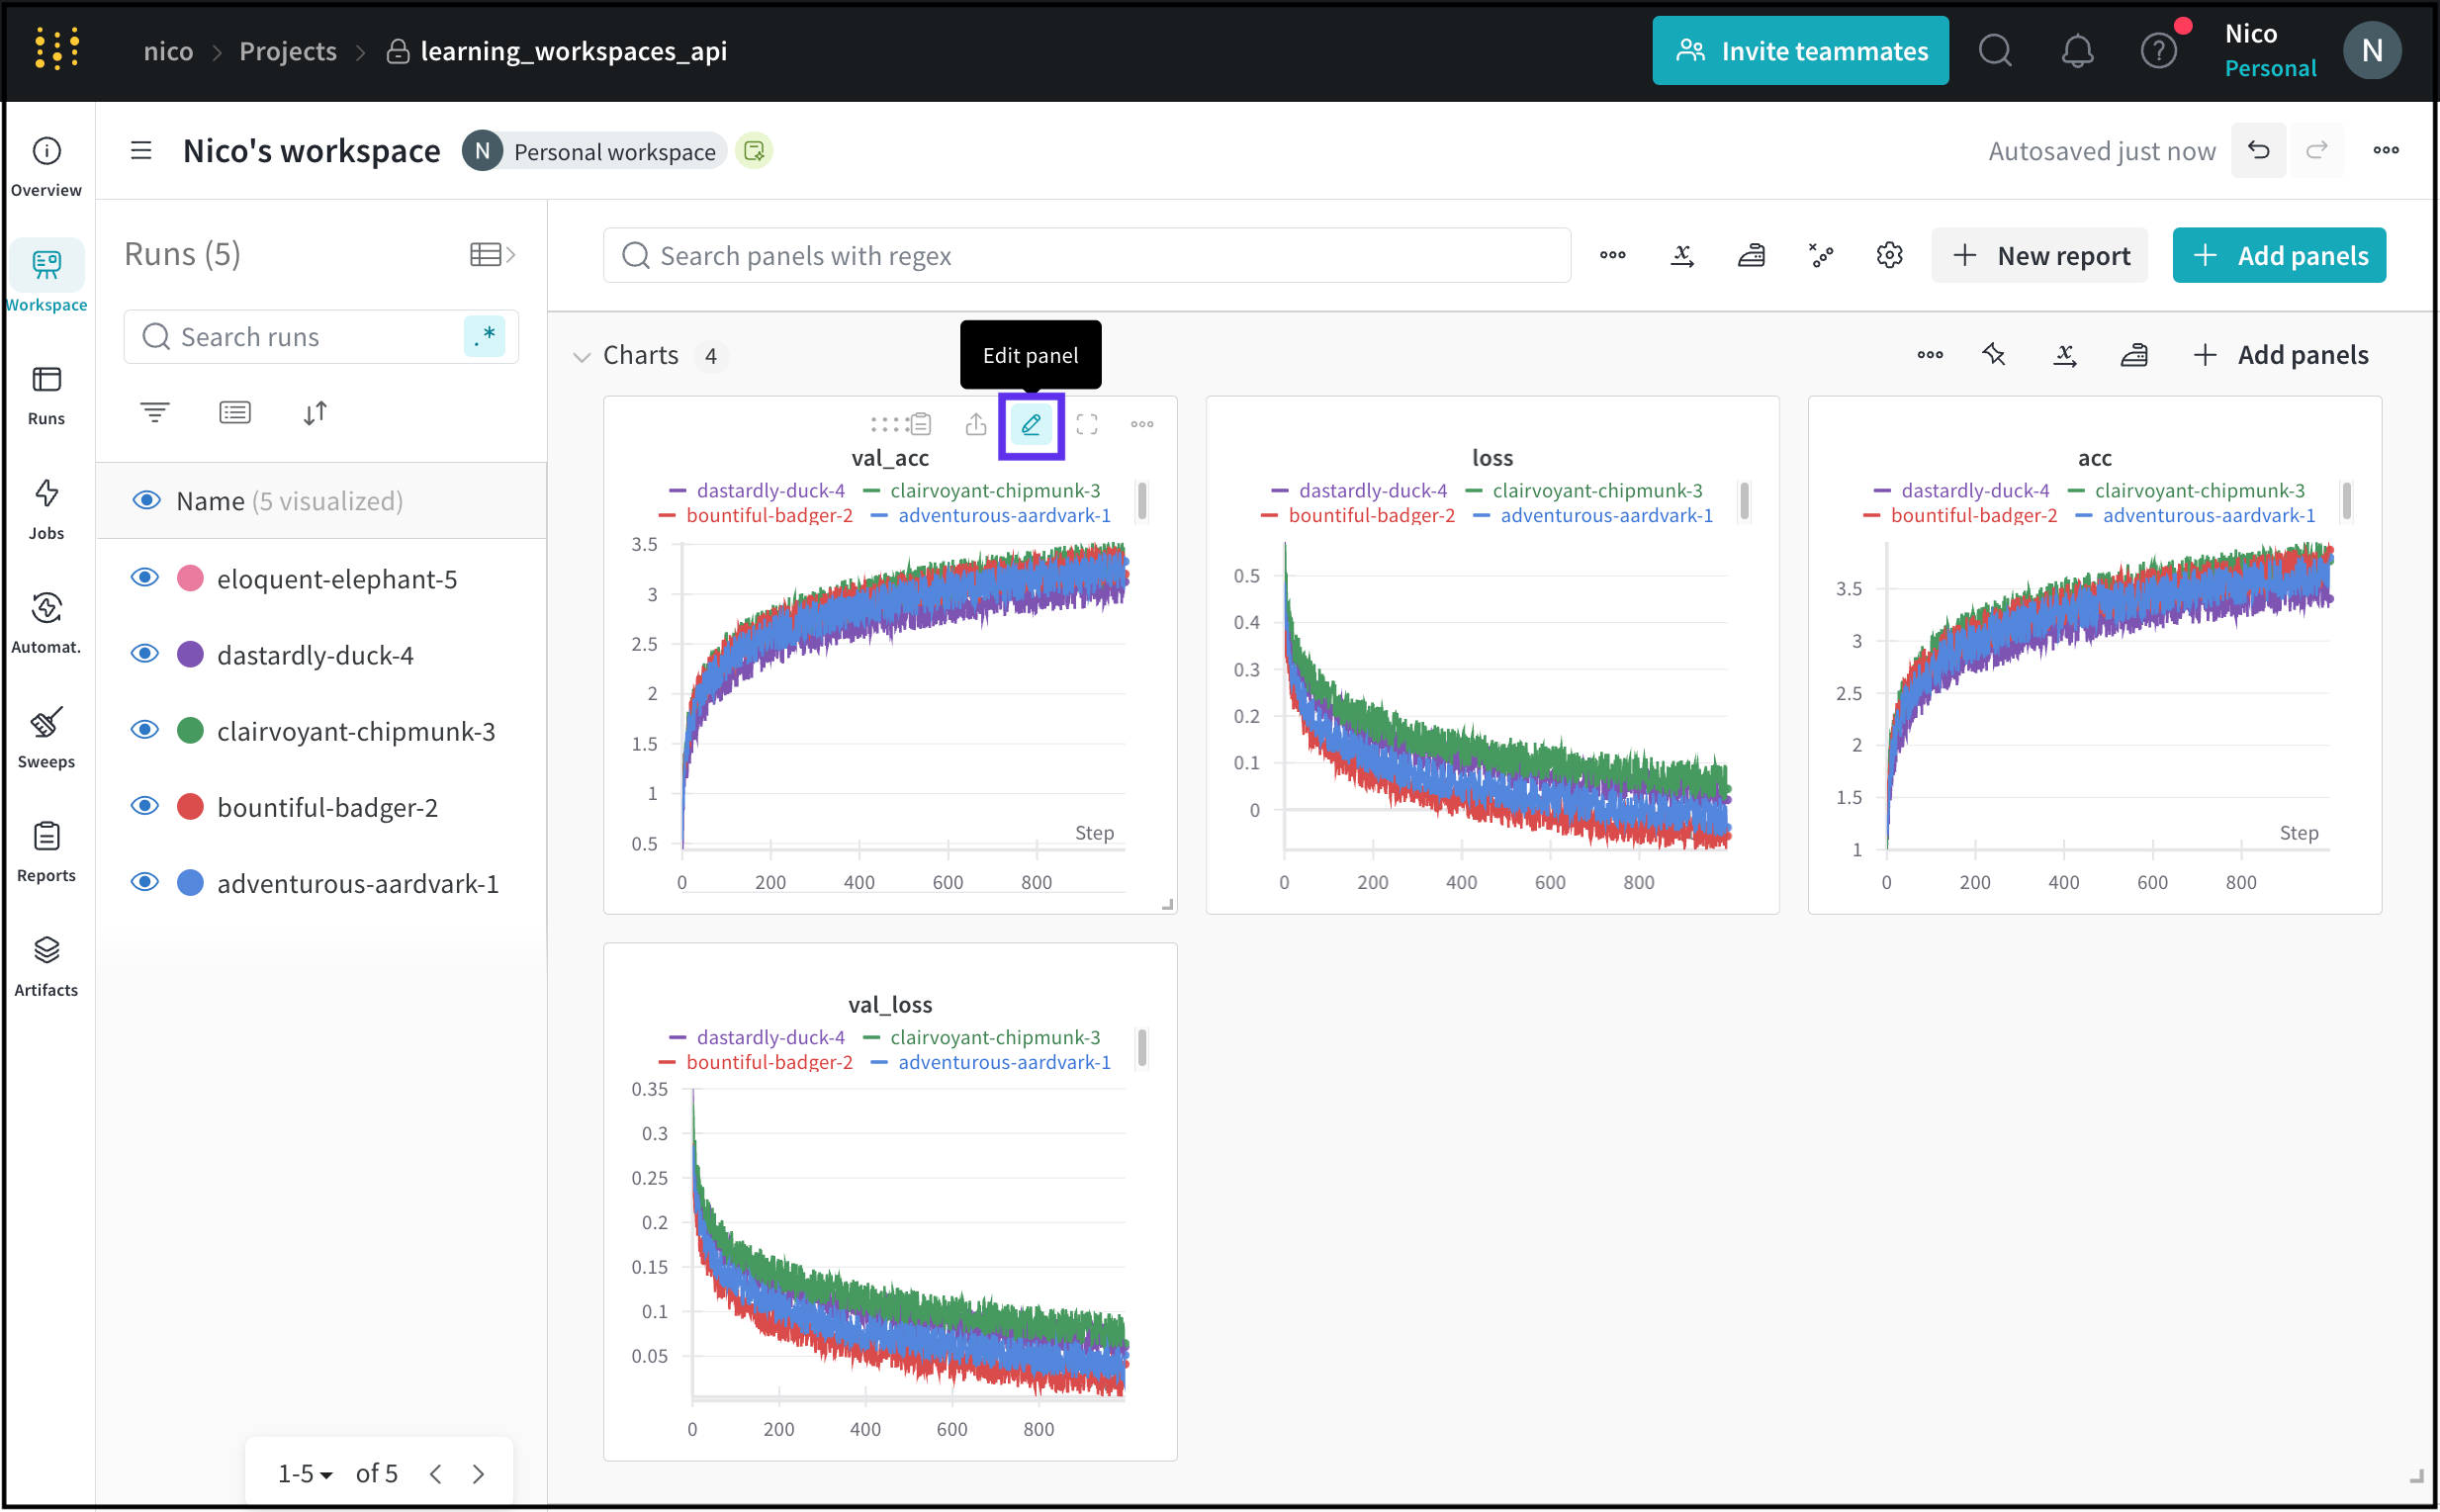 nico > Projects > learning_workspaces_api
Invite teammates
Nico
Personal
N
Nico's workspace
N Personal workspace
Autosaved just now
Overview
Workspace
Runs
Jobs
Automat.
Sweeps
Reports
Artifacts
Runs (5)
Search runs
.*
Name (5 visualized)
eloquent-elephant-5
dastardly-duck-4
clairvoyant-chipmunk-3
bountiful-badger-2
adventurous-aardvark-1
1-5 of 5
Search panels with regex
New report
Add panels
Charts 4
Edit panel
Add panels
val_acc
dastardly-duck-4 clairvoyant-chipmunk-3
bountiful-badger-2 adventurous-aardvark-1
3.5
3
2.5
2
1.5
1
0.5
Step
0 200 400 600 800
loss
dastardly-duck-4 clairvoyant-chipmunk-3
bountiful-badger-2 adventurous-aardvark-1
0.5
0.4
0.3
0.2
0.1
0
0 200 400 600 800
acc
dastardly-duck-4 clairvoyant-chipmunk-3
bountiful-badger-2 adventurous-aardvark-1
3.5
3
2.5
2
1.5
1
Step
0 200 400 600 800
val_loss
dastardly-duck-4 clairvoyant-chipmunk-3
bountiful-badger-2 adventurous-aardvark-1
0.35
0.3
0.25
0.2
0.15
0.1
0.05
0 200 400 600 800